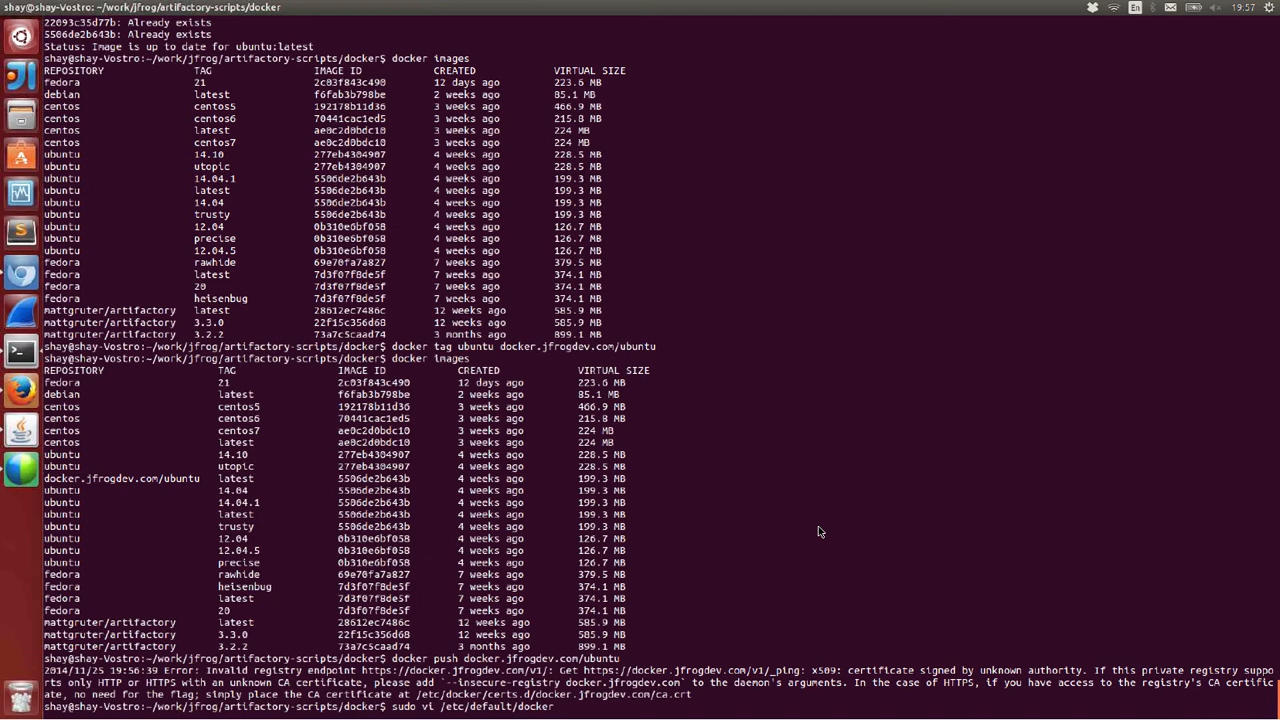 shay@shay-Vostro: ~/work/jfrog/artifactory-scripts/docker
En
19:57
22093c35d77b: Already exists
5506de2b643b: Already exists
Status: Image is up to date for ubuntu:latest
shay@shay-Vostro:~/work/jfrog/artifactory-scripts/docker$ docker images
REPOSITORY TAG IMAGE ID CREATED VIRTUAL SIZE
fedora 21 2c03f843c490 12 days ago 223.6 MB
debian latest f6fab3b798be 2 weeks ago 85.1 MB
centos centos5 192178b11d36 3 weeks ago 466.9 MB
centos centos6 70441cac1ed5 3 weeks ago 215.8 MB
centos latest ae0c2d0bdc10 3 weeks ago 224 MB
centos centos7 ae0c2d0bdc10 3 weeks ago 224 MB
ubuntu 14.10 277eb4304907 4 weeks ago 228.5 MB
ubuntu utopic 277eb4304907 4 weeks ago 228.5 MB
ubuntu 14.04.1 5506de2b643b 4 weeks ago 199.3 MB
ubuntu latest 5506de2b643b 4 weeks ago 199.3 MB
ubuntu 14.04 5506de2b643b 4 weeks ago 199.3 MB
ubuntu trusty 5506de2b643b 4 weeks ago 199.3 MB
ubuntu 12.04 0b310e6bf058 4 weeks ago 126.7 MB
ubuntu precise 0b310e6bf058 4 weeks ago 126.7 MB
ubuntu 12.04.5 0b310e6bf058 4 weeks ago 126.7 MB
fedora rawhide 69e70fa7a827 7 weeks ago 379.5 MB
fedora latest 7d3f07f8de5f 7 weeks ago 374.1 MB
fedora 20 7d3f07f8de5f 7 weeks ago 374.1 MB
fedora heisenbug 7d3f07f8de5f 7 weeks ago 374.1 MB
mattgruter/artifactory latest 28612ec7486c 12 weeks ago 585.9 MB
mattgruter/artifactory 3.3.0 22f15c356d68 12 weeks ago 585.9 MB
mattgruter/artifactory 3.2.2 73a7c5caad74 3 months ago 899.1 MB
shay@shay-Vostro:~/work/jfrog/artifactory-scripts/docker$ docker tag ubuntu docker.jfrogdev.com/ubuntu
shay@shay-Vostro:~/work/jfrog/artifactory-scripts/docker$ docker images
REPOSITORY TAG IMAGE ID CREATED VIRTUAL SIZE
fedora 21 2c03f843c490 12 days ago 223.6 MB
debian latest f6fab3b798be 2 weeks ago 85.1 MB
centos centos5 192178b11d36 3 weeks ago 466.9 MB
centos centos6 70441cac1ed5 3 weeks ago 215.8 MB
centos centos7 ae0c2d0bdc10 3 weeks ago 224 MB
centos latest ae0c2d0bdc10 3 weeks ago 224 MB
ubuntu 14.10 277eb4304907 4 weeks ago 228.5 MB
ubuntu utopic 277eb4304907 4 weeks ago 228.5 MB
docker.jfrogdev.com/ubuntu latest 5506de2b643b 4 weeks ago 199.3 MB
ubuntu 14.04 5506de2b643b 4 weeks ago 199.3 MB
ubuntu 14.04.1 5506de2b643b 4 weeks ago 199.3 MB
ubuntu latest 5506de2b643b 4 weeks ago 199.3 MB
ubuntu trusty 5506de2b643b 4 weeks ago 199.3 MB
ubuntu 12.04 0b310e6bf058 4 weeks ago 126.7 MB
ubuntu 12.04.5 0b310e6bf058 4 weeks ago 126.7 MB
ubuntu precise 0b310e6bf058 4 weeks ago 126.7 MB
fedora rawhide 69e70fa7a827 7 weeks ago 379.5 MB
fedora heisenbug 7d3f07f8de5f 7 weeks ago 374.1 MB
fedora latest 7d3f07f8de5f 7 weeks ago 374.1 MB
fedora 20 7d3f07f8de5f 7 weeks ago 374.1 MB
mattgruter/artifactory latest 28612ec7486c 12 weeks ago 585.9 MB
mattgruter/artifactory 3.3.0 22f15c356d68 12 weeks ago 585.9 MB
mattgruter/artifactory 3.2.2 73a7c5caad74 3 months ago 899.1 MB
shay@shay-Vostro:~/work/jfrog/artifactory-scripts/docker$ docker push docker.jfrogdev.com/ubuntu
2014/11/25 19:56:39 Error: Invalid registry endpoint https://docker.jfrogdev.com/v1/: Get https://docker.jfrogdev.com/v1/_ping: x509: certificate signed by unknown authority. If this private registry suppo
rts only HTTP or HTTPS with an unknown CA certificate, please add `--insecure-registry docker.jfrogdev.com` to the daemon's arguments. In the case of HTTPS, if you have access to the registry's CA certific
ate, no need for the flag; simply place the CA certificate at /etc/docker/certs.d/docker.jfrogdev.com/ca.crt
shay@shay-Vostro:~/work/jfrog/artifactory-scripts/docker$ sudo vi /etc/default/docker